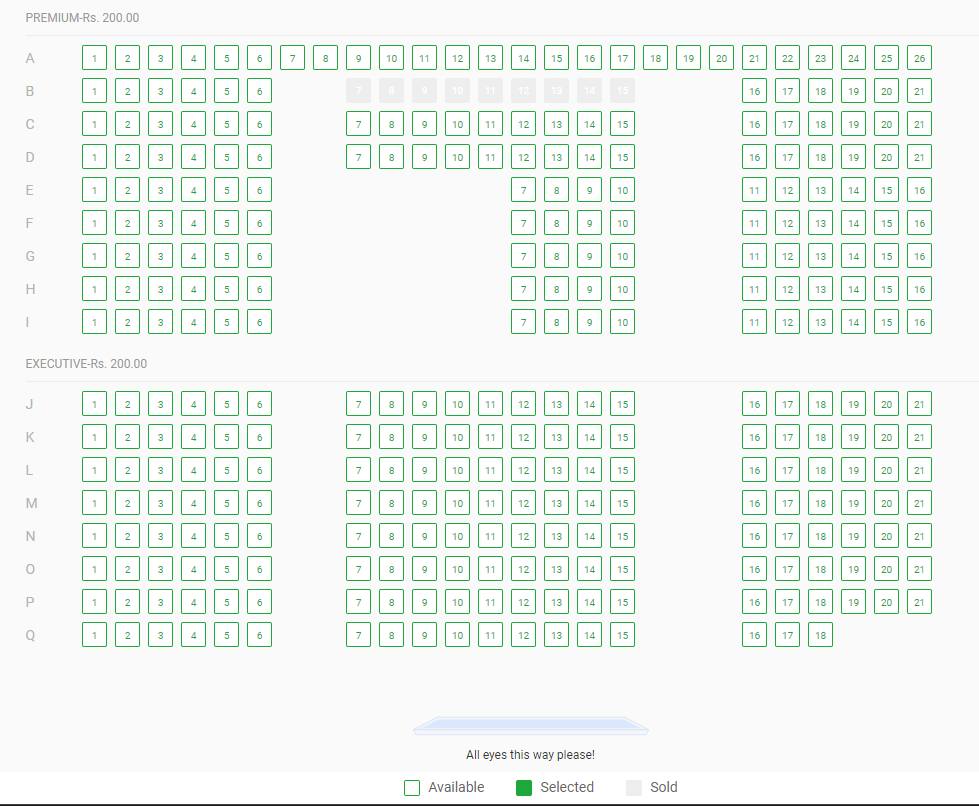 PREMIUM-Rs. 200.00
A 1 2 3 4 5 6 7 8 9 10 11 12 13 14 15 16 17 18 19 20 21 22 23 24 25 26
B 1 2 3 4 5 6 7 8 9 10 11 12 13 14 15 16 17 18 19 20 21
C 1 2 3 4 5 6 7 8 9 10 11 12 13 14 15 16 17 18 19 20 21
D 1 2 3 4 5 6 7 8 9 10 11 12 13 14 15 16 17 18 19 20 21
E 1 2 3 4 5 6 7 8 9 10 11 12 13 14 15 16
F 1 2 3 4 5 6 7 8 9 10 11 12 13 14 15 16
G 1 2 3 4 5 6 7 8 9 10 11 12 13 14 15 16
H 1 2 3 4 5 6 7 8 9 10 11 12 13 14 15 16
I 1 2 3 4 5 6 7 8 9 10 11 12 13 14 15 16
EXECUTIVE-Rs. 200.00
J 1 2 3 4 5 6 7 8 9 10 11 12 13 14 15 16 17 18 19 20 21
K 1 2 3 4 5 6 7 8 9 10 11 12 13 14 15 16 17 18 19 20 21
L 1 2 3 4 5 6 7 8 9 10 11 12 13 14 15 16 17 18 19 20 21
M 1 2 3 4 5 6 7 8 9 10 11 12 13 14 15 16 17 18 19 20 21
N 1 2 3 4 5 6 7 8 9 10 11 12 13 14 15 16 17 18 19 20 21
O 1 2 3 4 5 6 7 8 9 10 11 12 13 14 15 16 17 18 19 20 21
P 1 2 3 4 5 6 7 8 9 10 11 12 13 14 15 16 17 18 19 20 21
Q 1 2 3 4 5 6 7 8 9 10 11 12 13 14 15 16 17 18
All eyes this way please!
Available Selected Sold